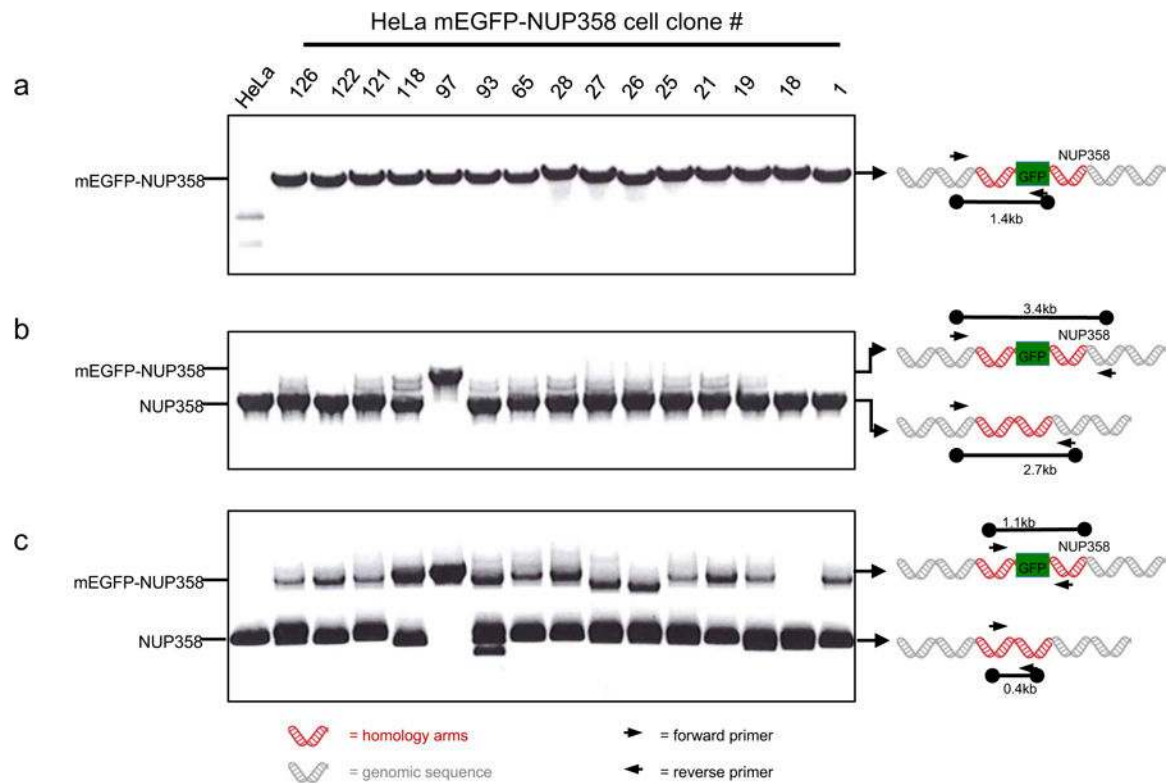 HeLa mEGFP-NUP358 cell clone #
a
HeLa 126 122 121 118 97 93 65 28 27 26 25 21 19 18 1
mEGFP-NUP358
NUP358
GFP
1.4kb
b
3.4kb
mEGFP-NUP358
NUP358
NUP358
GFP
2.7kb
c
1.1kb
mEGFP-NUP358
NUP358
NUP358
GFP
0.4kb
= homology arms
= forward primer
= genomic sequence
= reverse primer